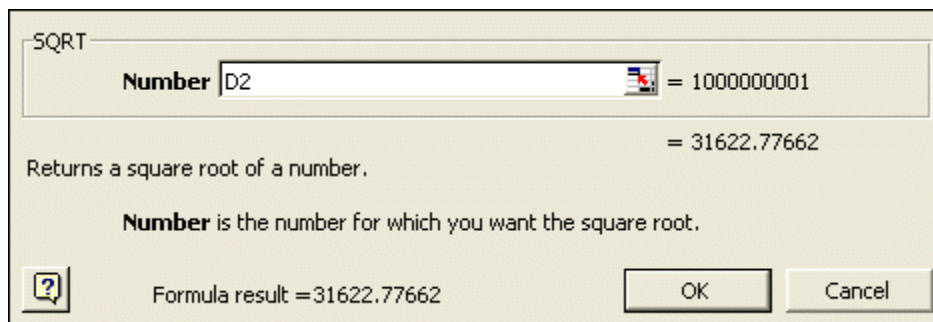 SQRT
Number D2 = 1000000001
= 31622.77662
Returns a square root of a number.
Number is the number for which you want the square root.
? Formula result =31622.77662 OK Cancel